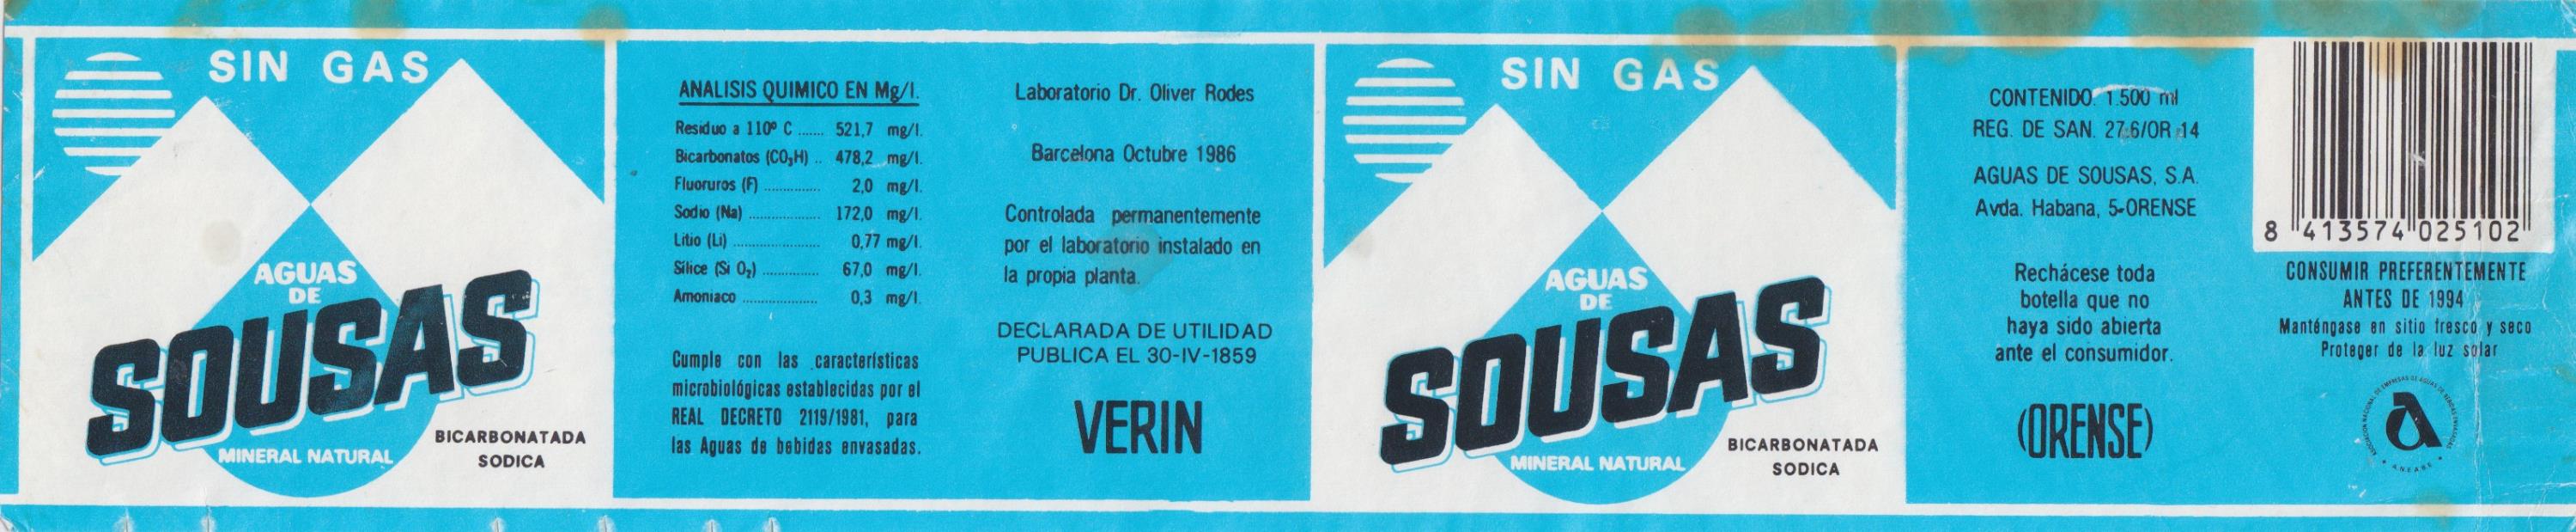 SIN GAS
AGUAS
DE
SOUSAS
MINERAL NATURAL
BICARBONATADA
SODICA
ANALISIS QUIMICO EN Mg/l.
Residuo a 110º C ...... 521,7 mg/l.
Bicarbonatos (CO₃H) .. 478,2 mg/l.
Fluoruros (F) .............. 2,0 mg/l.
Sodio (Na) .................. 172,0 mg/l.
Litio (Li) ..................... 0,77 mg/l.
Sílice (Si O₂) .............. 67,0 mg/l.
Amoniaco ................... 0,3 mg/l.
Cumple con las características
microbiológicas establecidas por el
REAL DECRETO 2119/1981, para
las Aguas de bebidas envasadas.
Laboratorio Dr. Oliver Rodes
Barcelona Octubre 1986
Controlada permanentemente
por el laboratorio instalado en
la propia planta.
DECLARADA DE UTILIDAD
PUBLICA EL 30-IV-1859
VERIN
SIN GAS
AGUAS
DE
SOUSAS
MINERAL NATURAL
BICARBONATADA
SODICA
CONTENIDO: 1.500 ml
REG. DE SAN. 27.6/OR-14
AGUAS DE SOUSAS, S.A.
Avda. Habana, 5-ORENSE
Rechácese toda
botella que no
haya sido abierta
ante el consumidor.
(ORENSE)
8 413574 025102
CONSUMIR PREFERENTEMENTE
ANTES DE 1994
Manténgase en sitio fresco y seco
Proteger de la luz solar
A.N.E.A.B.E.